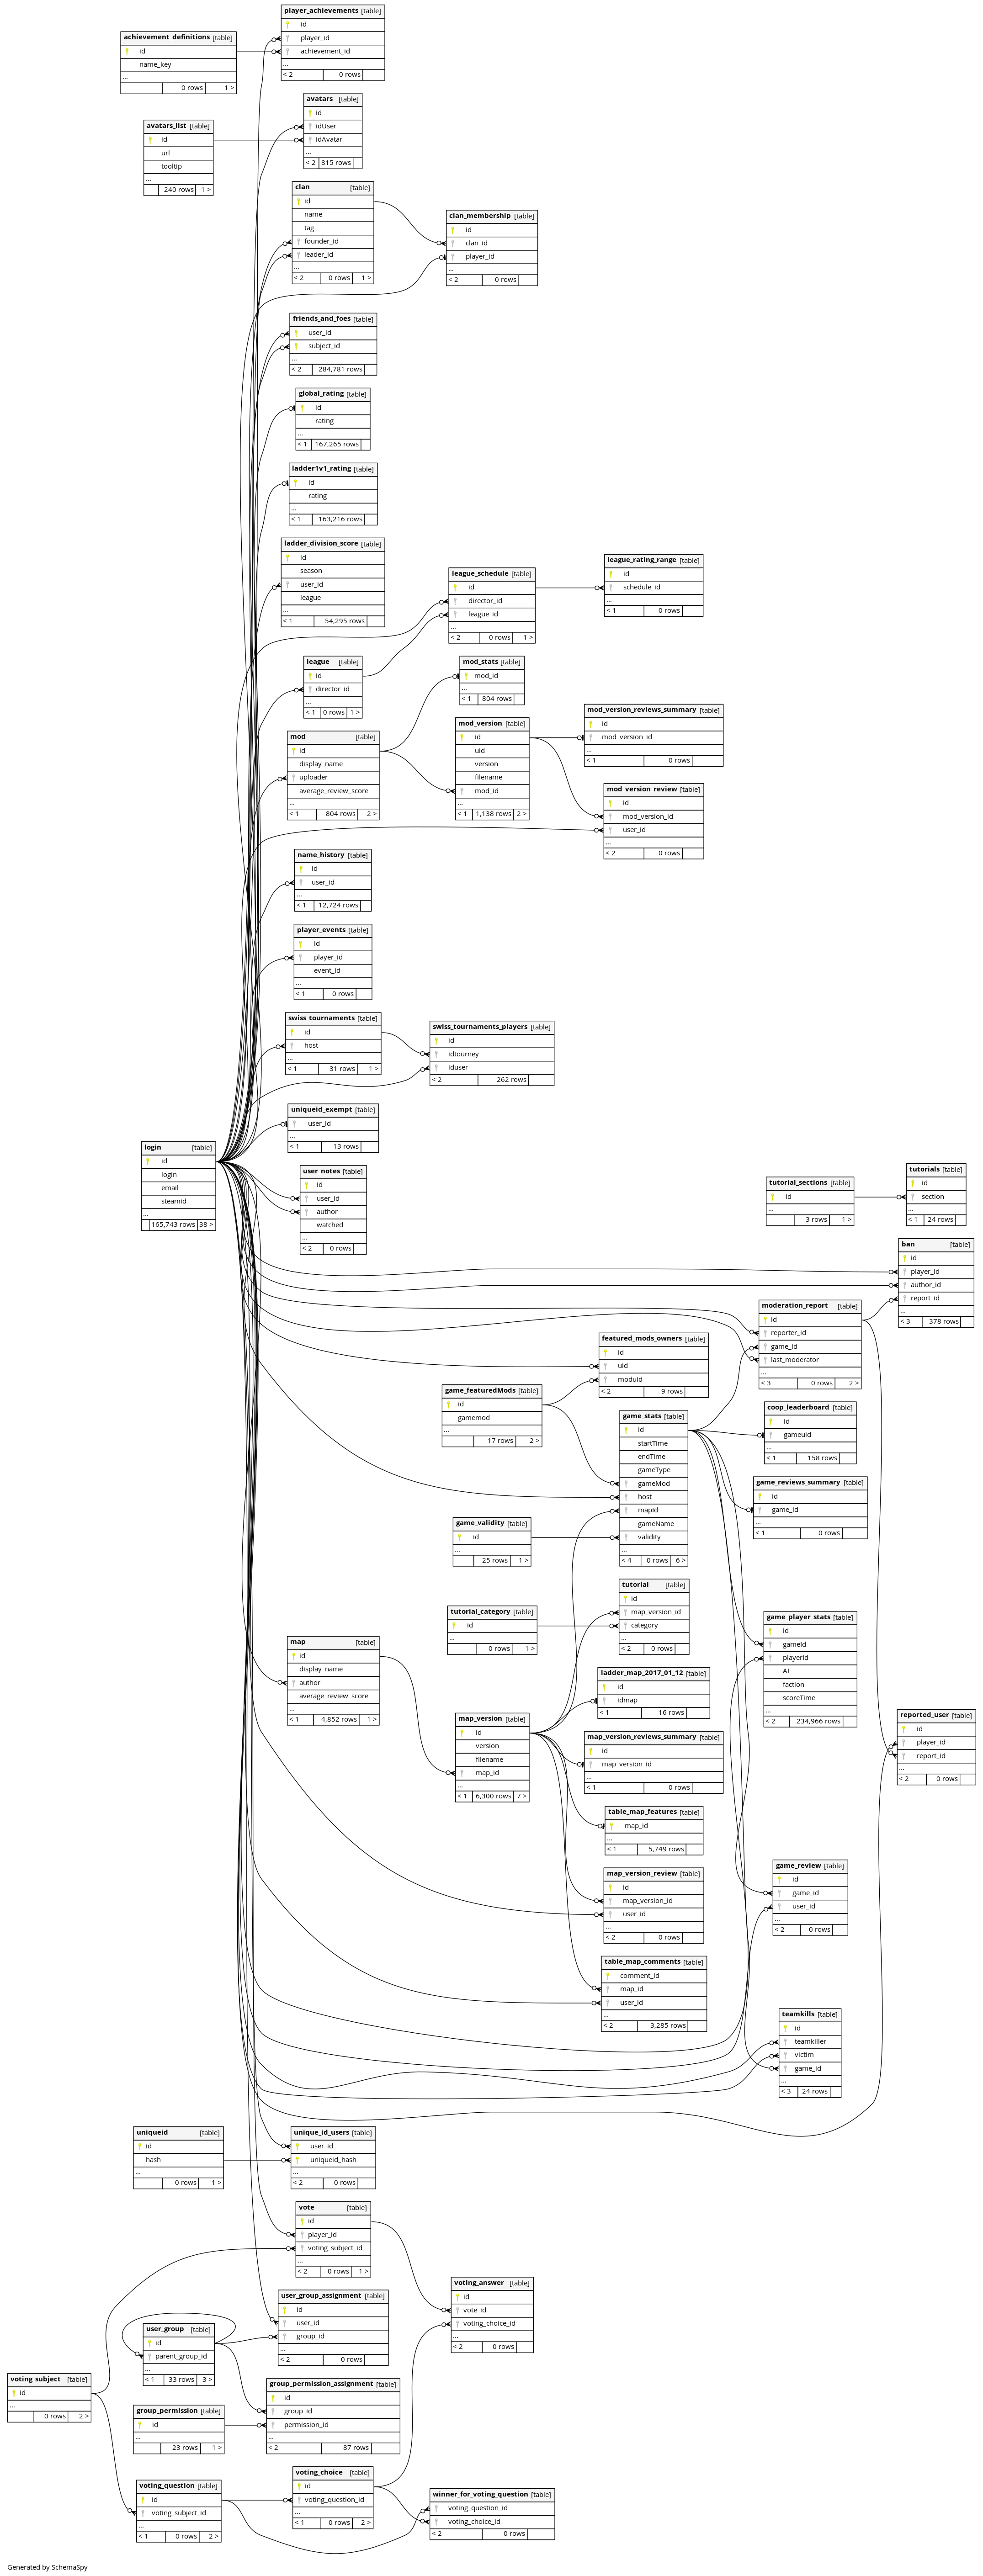 player_achievements [table]
id
player_id
achievement_id
...
< 2 0 rows
achievement_definitions [table]
id
name_key
...
0 rows 1 >
avatars [table]
id
idUser
idAvatar
...
< 2 815 rows
avatars_list [table]
id
url
tooltip
...
240 rows 1 >
clan [table]
id
name
tag
founder_id
leader_id
...
< 2 0 rows 1 >
clan_membership [table]
id
clan_id
player_id
...
< 2 0 rows
friends_and_foes [table]
user_id
subject_id
...
< 2 284,781 rows
global_rating [table]
id
rating
...
< 1 167,265 rows
ladder1v1_rating [table]
id
rating
...
< 1 163,216 rows
ladder_division_score [table]
id
season
user_id
league
...
< 1 54,295 rows
league_schedule [table]
id
director_id
league_id
...
< 2 0 rows 1 >
league_rating_range [table]
id
schedule_id
...
< 1 0 rows
league [table]
id
director_id
...
< 1 0 rows 1 >
mod_stats [table]
mod_id
...
< 1 804 rows
mod [table]
id
display_name
uploader
average_review_score
...
< 1 804 rows 2 >
mod_version [table]
id
uid
version
filename
mod_id
...
< 1 1,138 rows 2 >
mod_version_reviews_summary [table]
id
mod_version_id
...
< 1 0 rows
mod_version_review [table]
id
mod_version_id
user_id
...
< 2 0 rows
name_history [table]
id
user_id
...
< 1 12,724 rows
player_events [table]
id
player_id
event_id
...
< 1 0 rows
swiss_tournaments [table]
id
host
...
< 1 31 rows 1 >
swiss_tournaments_players [table]
id
idtourney
iduser
...
< 2 262 rows
uniqueid_exempt [table]
user_id
...
< 1 13 rows
login [table]
id
login
email
steamid
...
165,743 rows 38 >
user_notes [table]
id
user_id
author
watched
...
< 2 0 rows
tutorial_sections [table]
id
...
3 rows 1 >
tutorials [table]
id
section
...
< 1 24 rows
ban [table]
id
player_id
author_id
report_id
...
< 3 378 rows
moderation_report [table]
id
reporter_id
game_id
last_moderator
...
< 3 0 rows 2 >
featured_mods_owners [table]
id
uid
moduid
...
< 2 9 rows
game_featuredMods [table]
id
gamemod
...
17 rows 2 >
game_stats [table]
id
startTime
endTime
gameType
gameMod
host
mapId
gameName
validity
...
< 4 0 rows 6 >
coop_leaderboard [table]
id
gameuid
...
< 1 158 rows
game_reviews_summary [table]
id
game_id
...
< 1 0 rows
game_validity [table]
id
...
25 rows 1 >
tutorial [table]
id
map_version_id
category
...
< 2 0 rows
tutorial_category [table]
id
...
0 rows 1 >
game_player_stats [table]
id
gameId
playerId
AI
faction
scoreTime
...
< 2 234,966 rows
map [table]
id
display_name
author
average_review_score
...
< 1 4,852 rows 1 >
ladder_map_2017_01_12 [table]
id
idmap
< 1 16 rows
map_version [table]
id
version
filename
map_id
...
< 1 6,300 rows 7 >
reported_user [table]
id
player_id
report_id
...
< 2 0 rows
map_version_reviews_summary [table]
id
map_version_id
...
< 1 0 rows
table_map_features [table]
map_id
...
< 1 5,749 rows
map_version_review [table]
id
map_version_id
user_id
...
< 2 0 rows
game_review [table]
id
game_id
user_id
...
< 2 0 rows
table_map_comments [table]
comment_id
map_id
user_id
...
< 2 3,285 rows
teamkills [table]
id
teamkiller
victim
game_id
...
< 3 24 rows
uniqueid [table]
id
hash
...
0 rows 1 >
unique_id_users [table]
user_id
uniqueid_hash
...
< 2 0 rows
vote [table]
id
player_id
voting_subject_id
...
< 2 0 rows 1 >
voting_answer [table]
id
vote_id
voting_choice_id
...
< 2 0 rows
user_group_assignment [table]
id
user_id
group_id
...
< 2 0 rows
user_group [table]
id
parent_group_id
...
< 1 33 rows 3 >
voting_subject [table]
id
...
0 rows 2 >
group_permission_assignment [table]
id
group_id
permission_id
...
< 2 87 rows
group_permission [table]
id
...
23 rows 1 >
voting_choice [table]
id
voting_question_id
...
< 1 0 rows 2 >
voting_question [table]
id
voting_subject_id
...
< 1 0 rows 2 >
winner_for_voting_question [table]
voting_question_id
voting_choice_id
< 2 0 rows
Generated by SchemaSpy